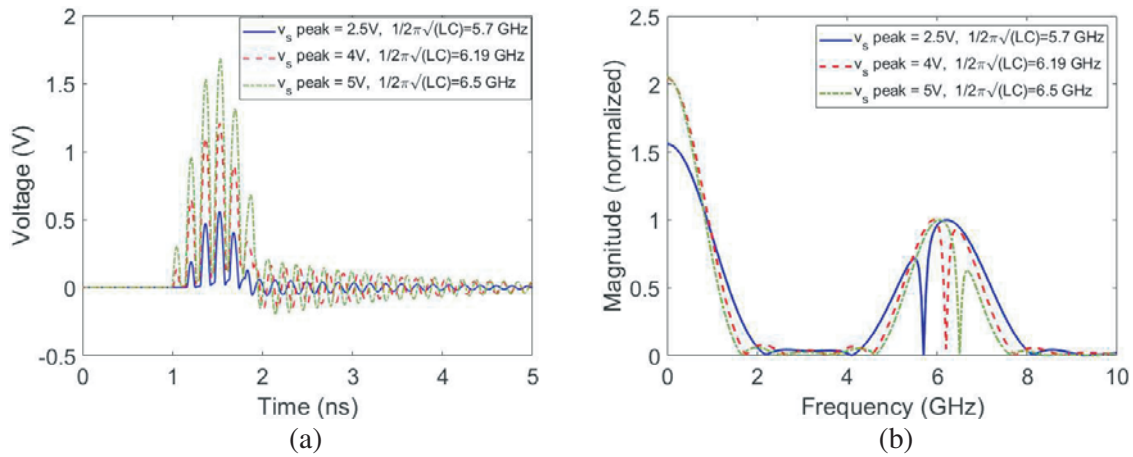 v_s peak = 2.5V, 1/2π√(LC)=5.7 GHz
v_s peak = 4V, 1/2π√(LC)=6.19 GHz
v_s peak = 5V, 1/2π√(LC)=6.5 GHz
2
1.5
1
0.5
0
-0.5
Voltage (V)
0 1 2 3 4 5
Time (ns)
(a)
v_s peak = 2.5V, 1/2π√(LC)=5.7 GHz
v_s peak = 4V, 1/2π√(LC)=6.19 GHz
v_s peak = 5V, 1/2π√(LC)=6.5 GHz
2.5
2
1.5
1
0.5
0
Magnitude (normalized)
0 2 4 6 8 10
Frequency (GHz)
(b)